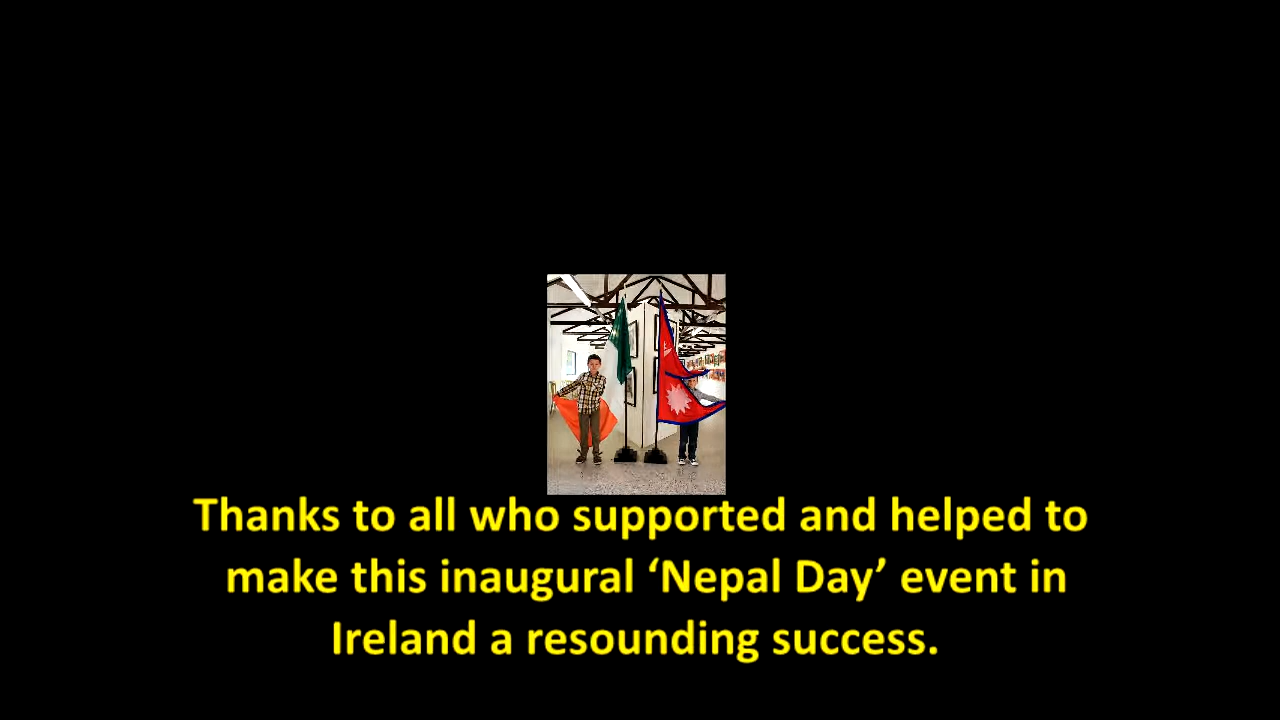 Thanks to all who supported and helped to
make this inaugural ‘Nepal Day’ event in
Ireland a resounding success.